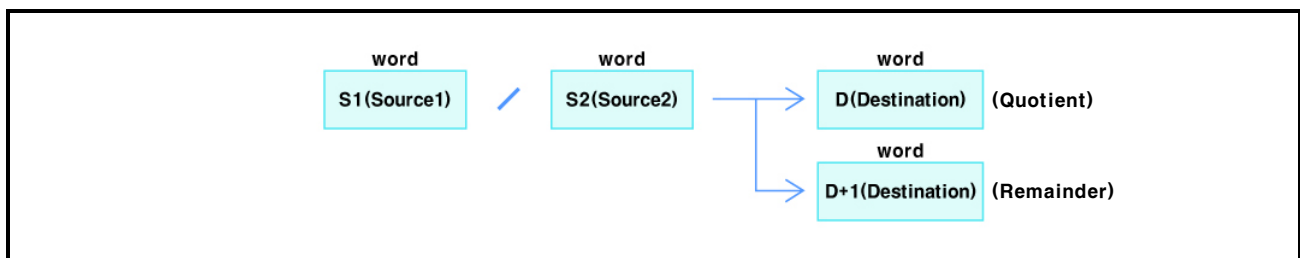 word word word
S1(Source1) / S2(Source2) D(Destination) (Quotient)
word
D+1(Destination) (Remainder)